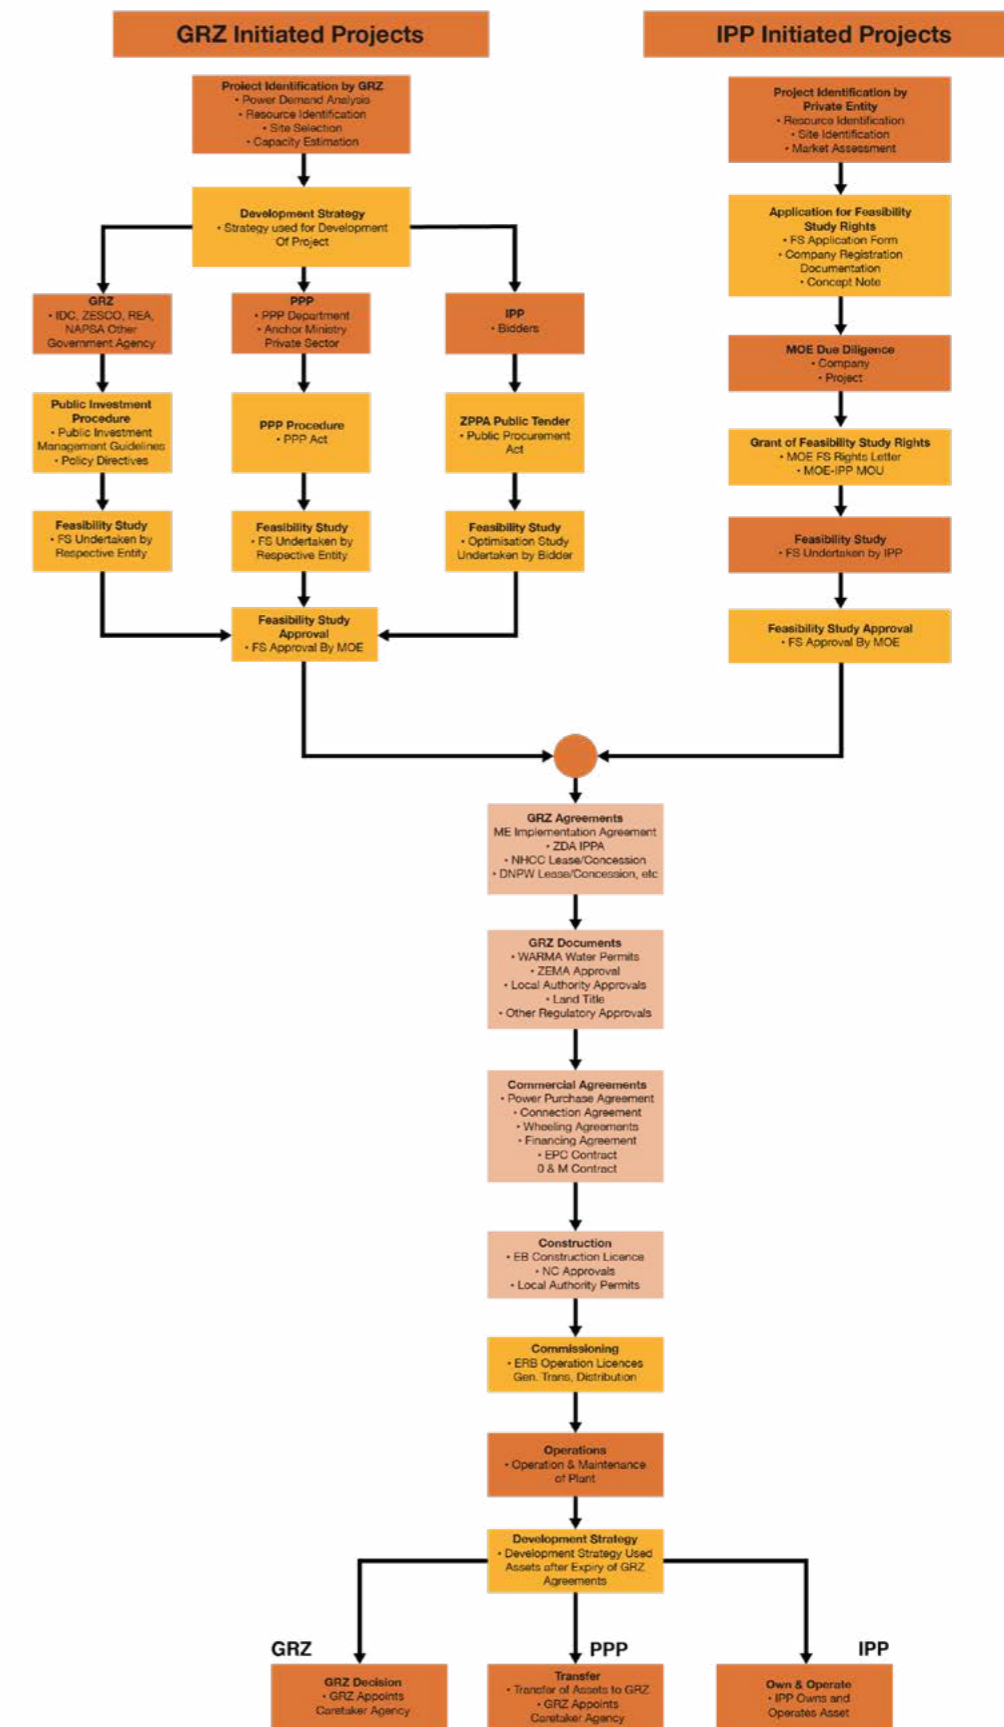 GRZ Initiated Projects
IPP Initiated Projects
Project Identification by GRZ
• Power Demand Analysis
• Resource Identification
• Site Selection
• Capacity Estimation
Development Strategy
• Strategy used for Development
Of Project
GRZ
• IDC, ZESCO, REA,
NAPSA Other
Government Agency
PPP
• PPP Department
• Anchor Ministry
Private Sector
IPP
• Bidders
Public Investment
Procedure
• Public Investment
Management Guidelines
• Policy Directives
PPP Procedure
• PPP Act
ZPPA Public Tender
• Public Procurement
Act
Feasibility Study
• FS Undertaken by
Respective Entity
Feasibility Study
• FS Undertaken by
Respective Entity
Feasibility Study
• Optimisation Study
Undertaken by Bidder
Feasibility Study
Approval
• FS Approval By MOE
Project Identification by
Private Entity
• Resource Identification
• Site Identification
• Market Assessment
Application for Feasibility
Study Rights
• FS Application Form
• Company Registration
Documentation
• Concept Note
MOE Due Diligence
• Company
• Project
Grant of Feasibility Study Rights
• MOE FS Rights Letter
• MOE-IPP MOU
Feasibility Study
• FS Undertaken by IPP
Feasibility Study Approval
• FS Approval By MOE
GRZ Agreements
ME Implementation Agreement
• ZDA IPPA
• NHCC Lease/Concession
• DNPW Lease/Concession, etc
GRZ Documents
• WARMA Water Permits
• ZEMA Approval
• Local Authority Approvals
• Land Title
• Other Regulatory Approvals
Commercial Agreements
• Power Purchase Agreement
• Connection Agreement
• Wheeling Agreements
• Financing Agreement
• EPC Contract
0 & M Contract
Construction
• EB Construction Licence
• NC Approvals
• Local Authority Permits
Commissioning
• ERB Operation Licences
Gen. Trans, Distribution
Operations
• Operation & Maintenance
of Plant
Development Strategy
• Development Strategy Used
Assets after Expiry of GRZ
Agreements
GRZ
PPP
IPP
GRZ Decision
• GRZ Appoints
Caretaker Agency
Transfer
• Transfer of Assets to GRZ
• GRZ Appoints
Caretaker Agency
Own & Operate
• IPP Owns and
Operates Asset